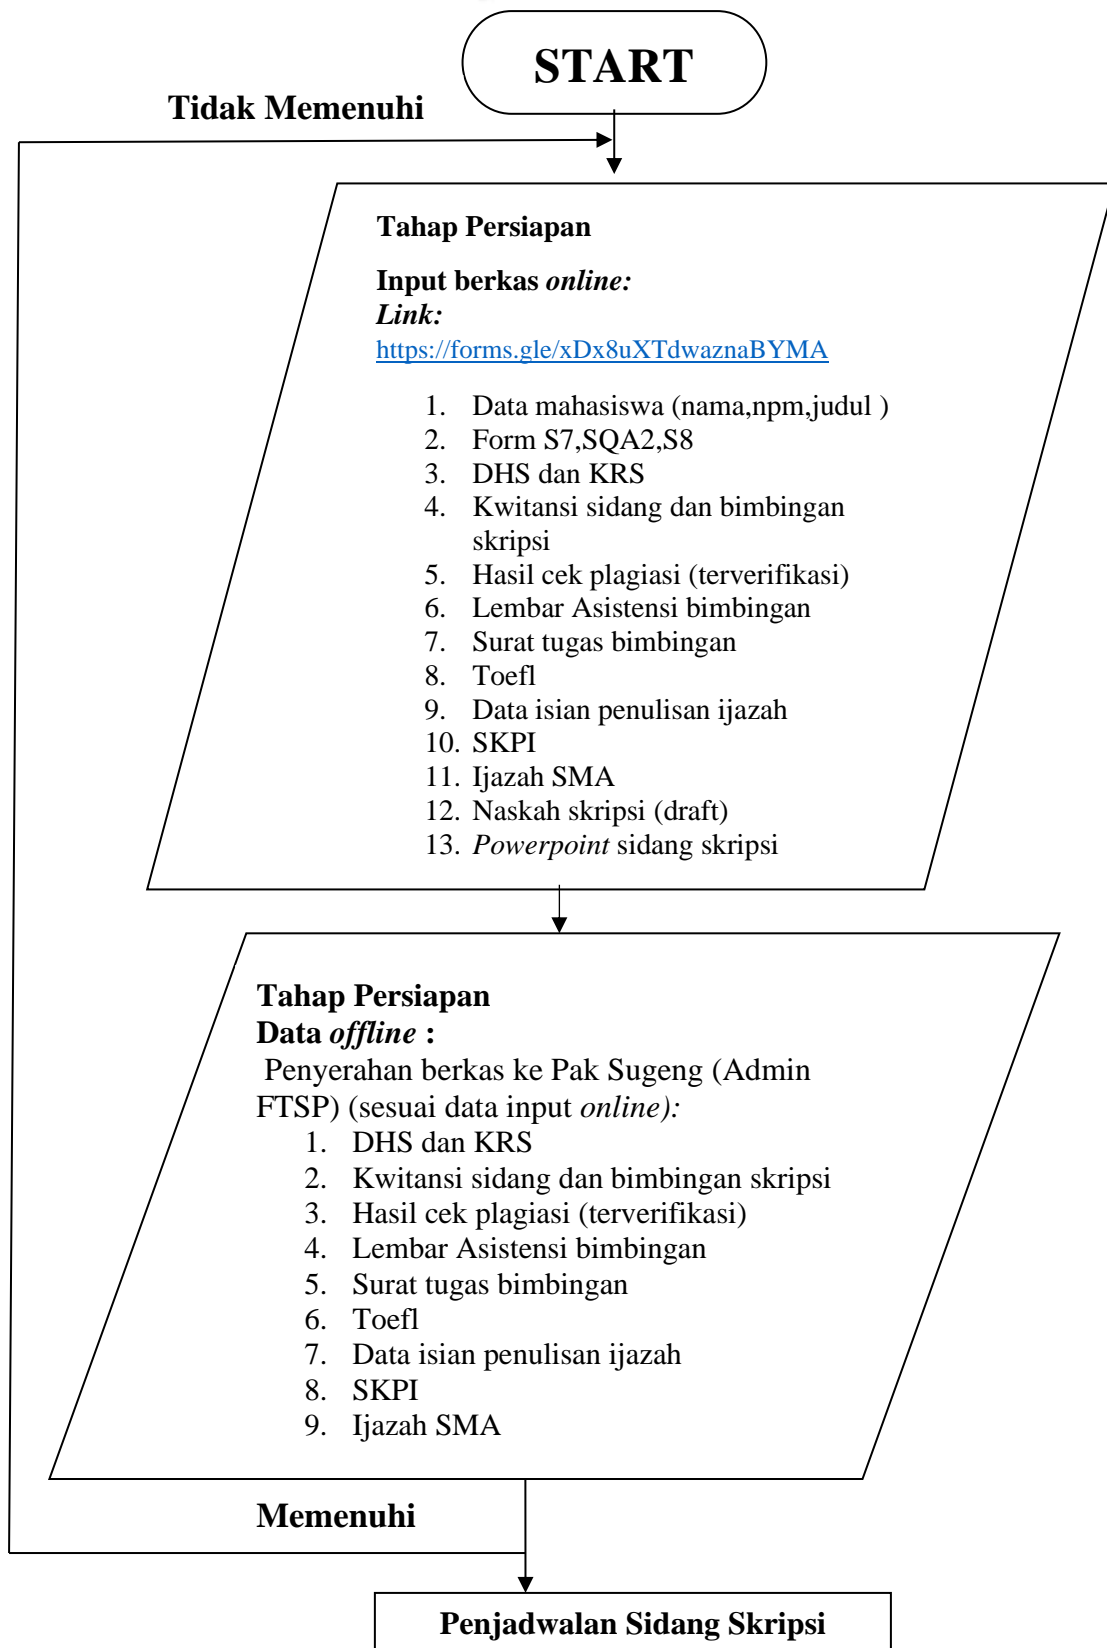 START
Tidak Memenuhi
Tahap Persiapan
Input berkas online:
Link:
https://forms.gle/xDx8uXTdwaznaBYMA
1. Data mahasiswa (nama,npm,judul )
2. Form S7,SQA2,S8
3. DHS dan KRS
4. Kwitansi sidang dan bimbingan
skripsi
5. Hasil cek plagiasi (terverifikasi)
6. Lembar Asistensi bimbingan
7. Surat tugas bimbingan
8. Toefl
9. Data isian penulisan ijazah
10. SKPI
11. Ijazah SMA
12. Naskah skripsi (draft)
13. Powerpoint sidang skripsi
Tahap Persiapan
Data offline :
Penyerahan berkas ke Pak Sugeng (Admin
FTSP) (sesuai data input online):
1. DHS dan KRS
2. Kwitansi sidang dan bimbingan skripsi
3. Hasil cek plagiasi (terverifikasi)
4. Lembar Asistensi bimbingan
5. Surat tugas bimbingan
6. Toefl
7. Data isian penulisan ijazah
8. SKPI
9. Ijazah SMA
Memenuhi
Penjadwalan Sidang Skripsi